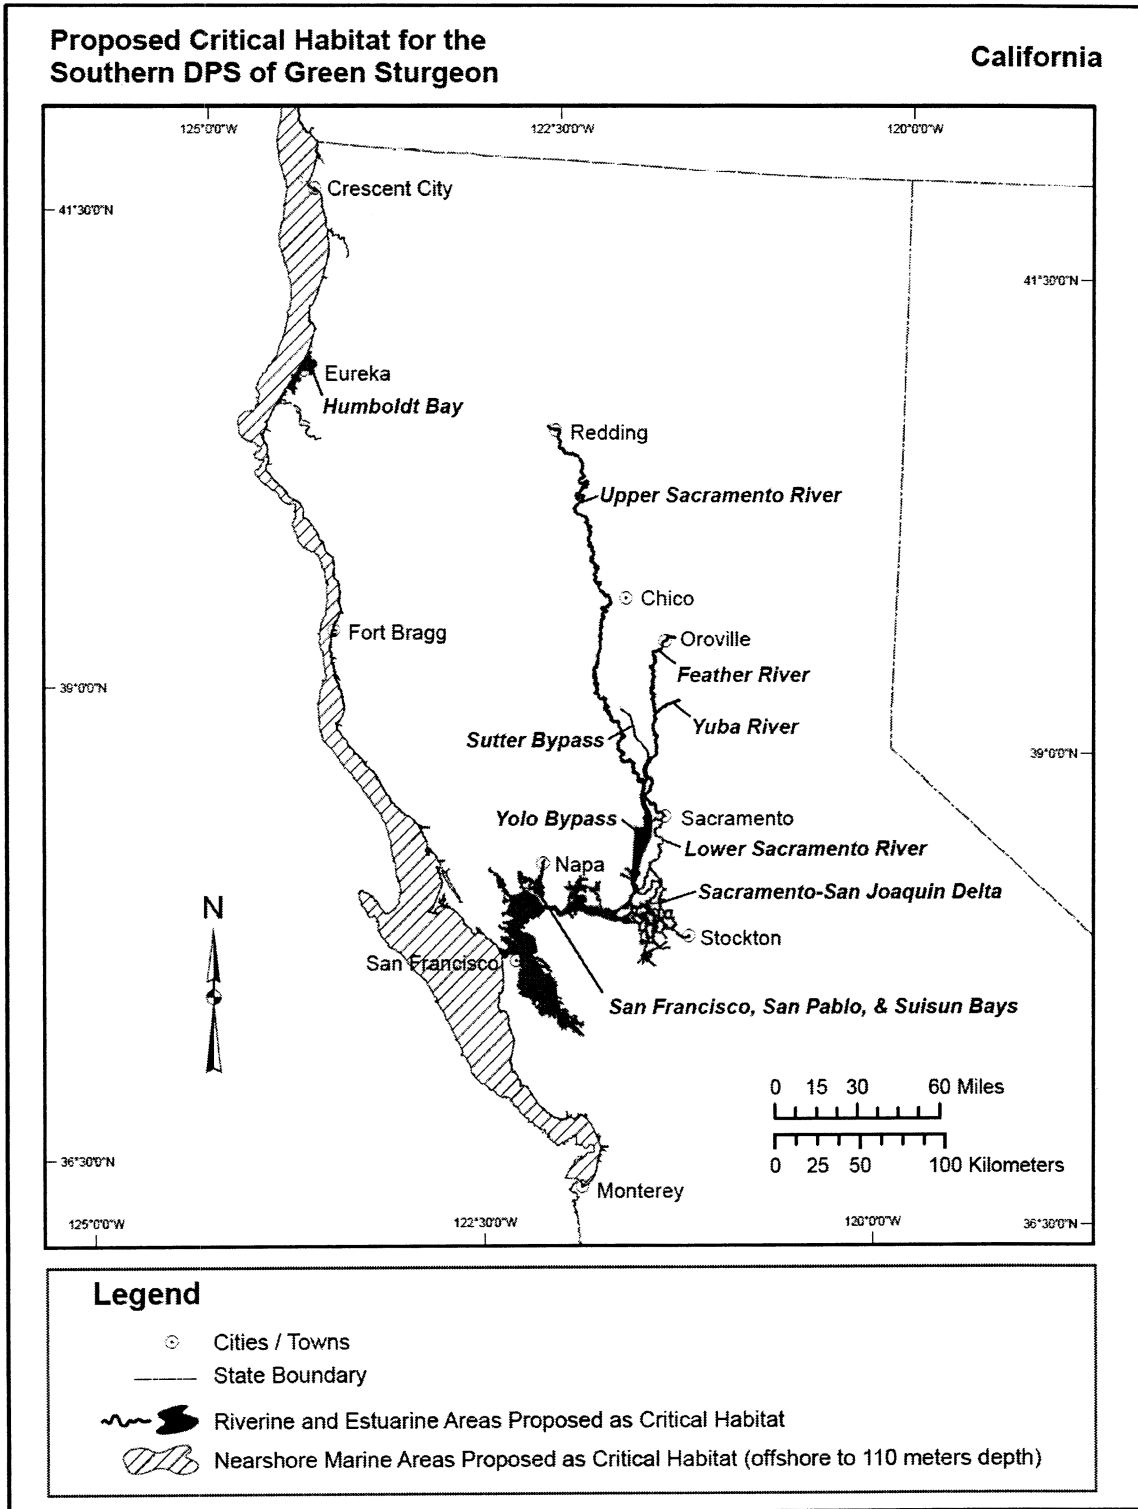 Proposed Critical Habitat for the
Southern DPS of Green Sturgeon
California
125°0'0"W
122°30'0"W
120°0'0"W
Crescent City
41°30'0"N
41°30'0"N
Eureka
Humboldt Bay
Redding
Upper Sacramento River
Chico
Fort Bragg
Oroville
Feather River
39°0'0"N
Yuba River
Sutter Bypass
39°0'0"N
Yolo Bypass
Sacramento
Lower Sacramento River
Napa
Sacramento-San Joaquin Delta
N
Stockton
San Francisco
San Francisco, San Pablo, & Suisun Bays
0 15 30 60 Miles
0 25 50 100 Kilometers
36°30'0"N
Monterey
125°0'0"W
122°30'0"W
120°0'0"W
36°30'0"N
Legend
Cities / Towns
State Boundary
Riverine and Estuarine Areas Proposed as Critical Habitat
Nearshore Marine Areas Proposed as Critical Habitat (offshore to 110 meters depth)